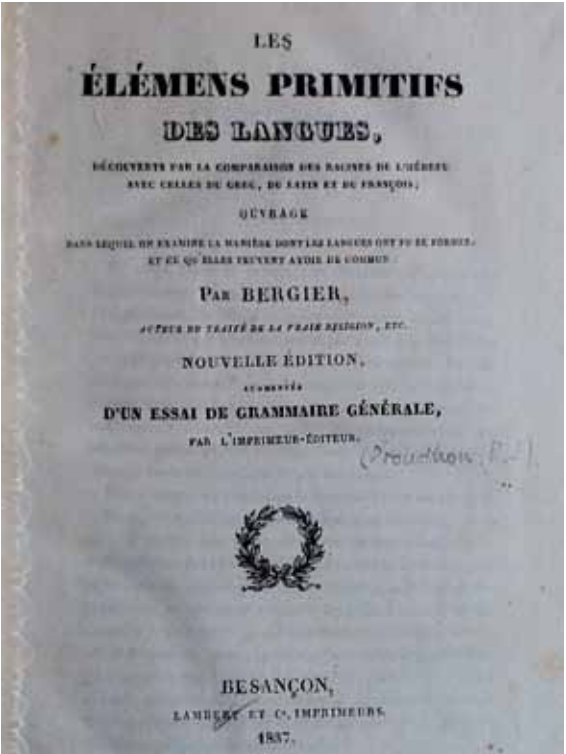 LES
ÉLÉMENS PRIMITIFS
DES LANGUES,
DÉCOUVERTS PAR LA COMPARAISON DES RACINES DE L'HÉBREU
AVEC CELLES DU GREC, DU LATIN ET DU FRANÇOIS;
OUVRAGE
DANS LEQUEL ON EXAMINE LA MANIÈRE DONT LES LANGUES ONT PU SE FORMER,
ET CE QU'ELLES PEUVENT AVOIR DE COMMUN
PAR BERGIER,
AUTEUR DU TRAITÉ DE LA VRAIE RELIGION, ETC.
NOUVELLE ÉDITION,
AUGMENTÉE
D'UN ESSAI DE GRAMMAIRE GÉNÉRALE,
PAR L'IMPRIMEUR-ÉDITEUR.
(Proudhon, P.J).
BESANÇON,
LAMBERT ET Cᵉ, IMPRIMEURS.
1837.